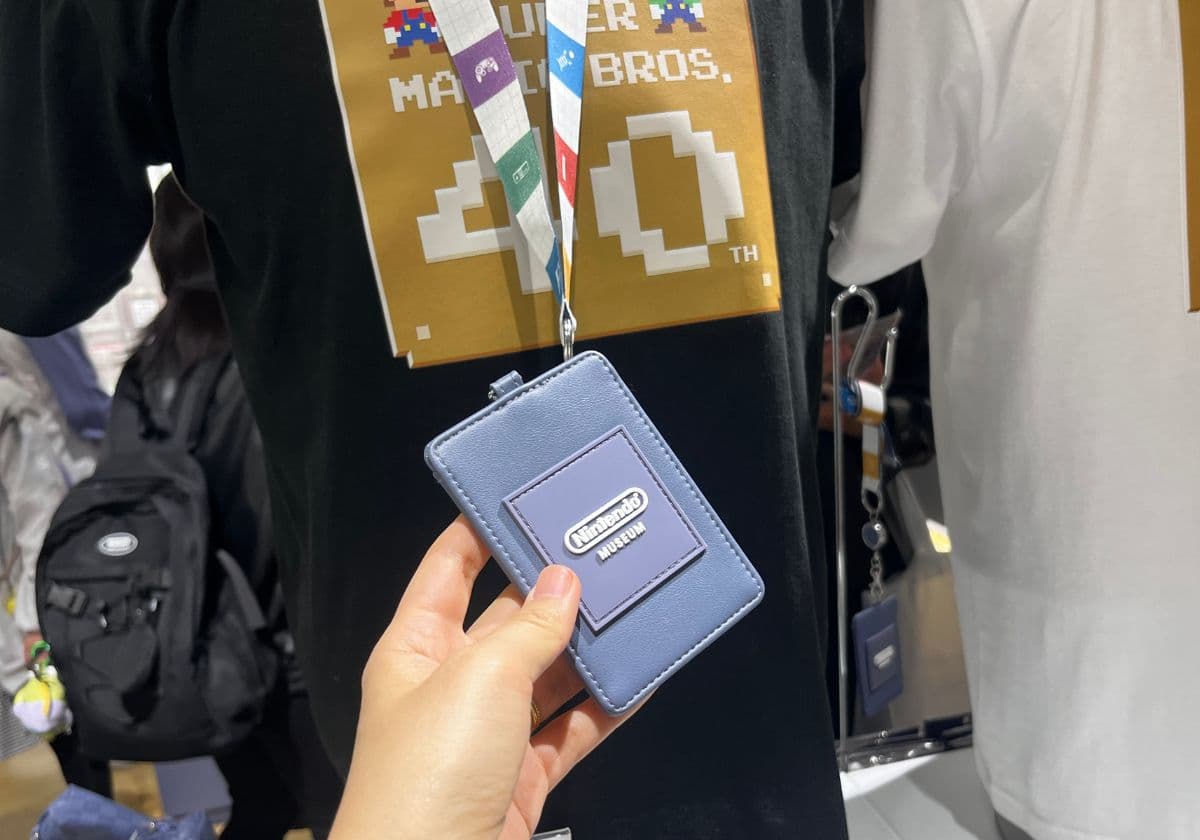 SUPER
MARIO BROS.
40
TH
Nintendo
MUSEUM